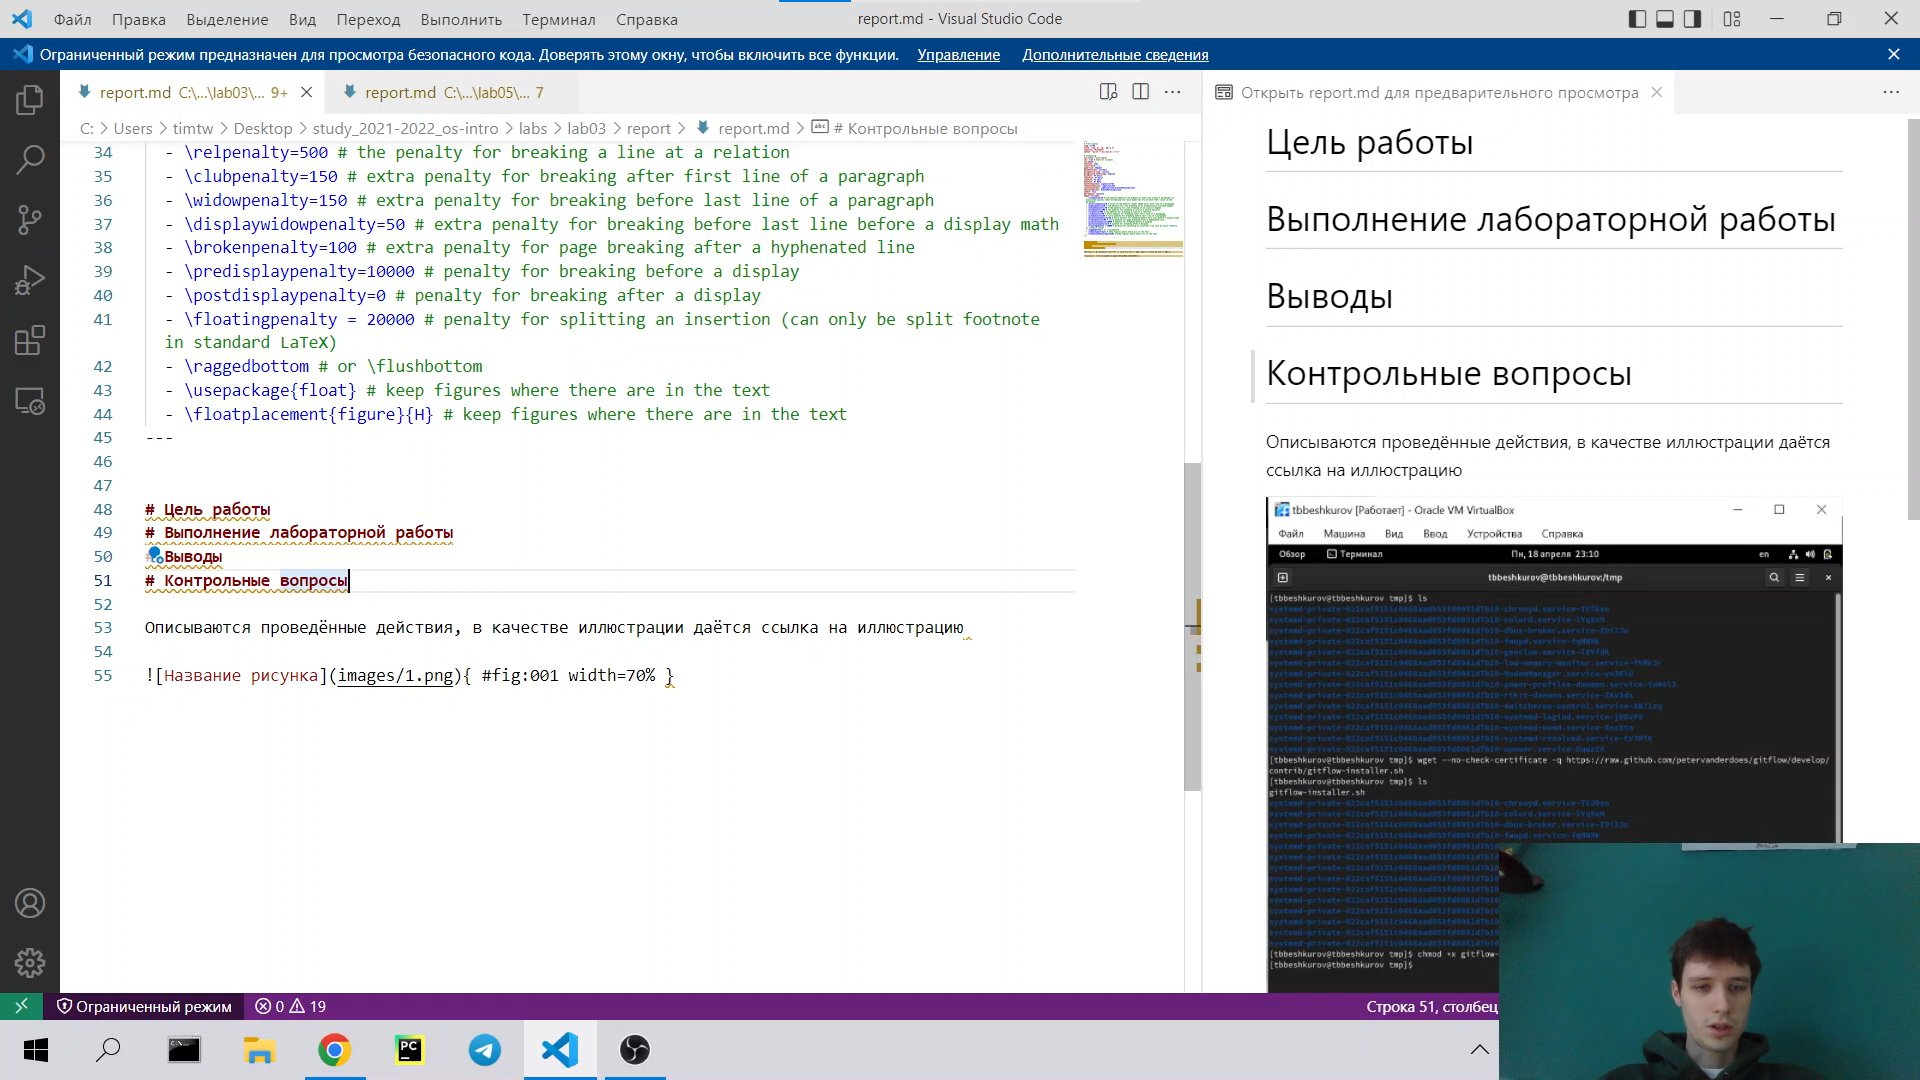 Файл Правка Выделение Вид Переход Выполнить Терминал Справка
report.md - Visual Studio Code
Ограниченный режим предназначен для просмотра безопасного кода. Доверять этому окну, чтобы включить все функции. Управление Дополнительные сведения
report.md C:\...\lab03\... 9+
report.md C:\...\lab05\... 7
Открыть report.md для предварительного просмотра
C: > Users > timtw > Desktop > study_2021-2022_os-intro > labs > lab03 > report > report.md > # Контрольные вопросы
34 - \relpenalty=500 # the penalty for breaking a line at a relation
35 - \clubpenalty=150 # extra penalty for breaking after first line of a paragraph
36 - \widowpenalty=150 # extra penalty for breaking before last line of a paragraph
37 - \displaywidowpenalty=50 # extra penalty for breaking before last line before a display math
38 - \brokenpenalty=100 # extra penalty for page breaking after a hyphenated line
39 - \predisplaypenalty=10000 # penalty for breaking before a display
40 - \postdisplaypenalty=0 # penalty for breaking after a display
41 - \floatingpenalty = 20000 # penalty for splitting an insertion (can only be split footnote
in standard LaTeX)
42 - \raggedbottom # or \flushbottom
43 - \usepackage{float} # keep figures where there are in the text
44 - \floatplacement{figure}{H} # keep figures where there are in the text
45 ---
46
47
48 # Цель работы
49 # Выполнение лабораторной работы
50 Выводы
51 # Контрольные вопросы
52
53 Описываются проведённые действия, в качестве иллюстрации даётся ссылка на иллюстрацию
54
55 ![Название рисунка](images/1.png){ #fig:001 width=70% }
Цель работы
Выполнение лабораторной работы
Выводы
Контрольные вопросы
Описываются проведённые действия, в качестве иллюстрации даётся
ссылка на иллюстрацию
tbbeshkurov [Работает] - Oracle VM VirtualBox
Файл Машина Вид Ввод Устройства Справка
Обзор Терминал Пн, 18 апреля 23:10 en
tbbeshkurov@tbbeshkurov:/tmp
[tbbeshkurov@tbbeshkurov tmp]$ ls
[tbbeshkurov@tbbeshkurov tmp]$ wget --no-check-certificate -q https://raw.github.com/petervanderdoes/gitflow/develop/
contrib/gitflow-installer.sh
[tbbeshkurov@tbbeshkurov tmp]$ ls
gitflow-installer.sh
[tbbeshkurov@tbbeshkurov tmp]$ chmod +x gitflow-
[tbbeshkurov@tbbeshkurov tmp]$
Ограниченный режим 0 19
Строка 51, столбец
PC